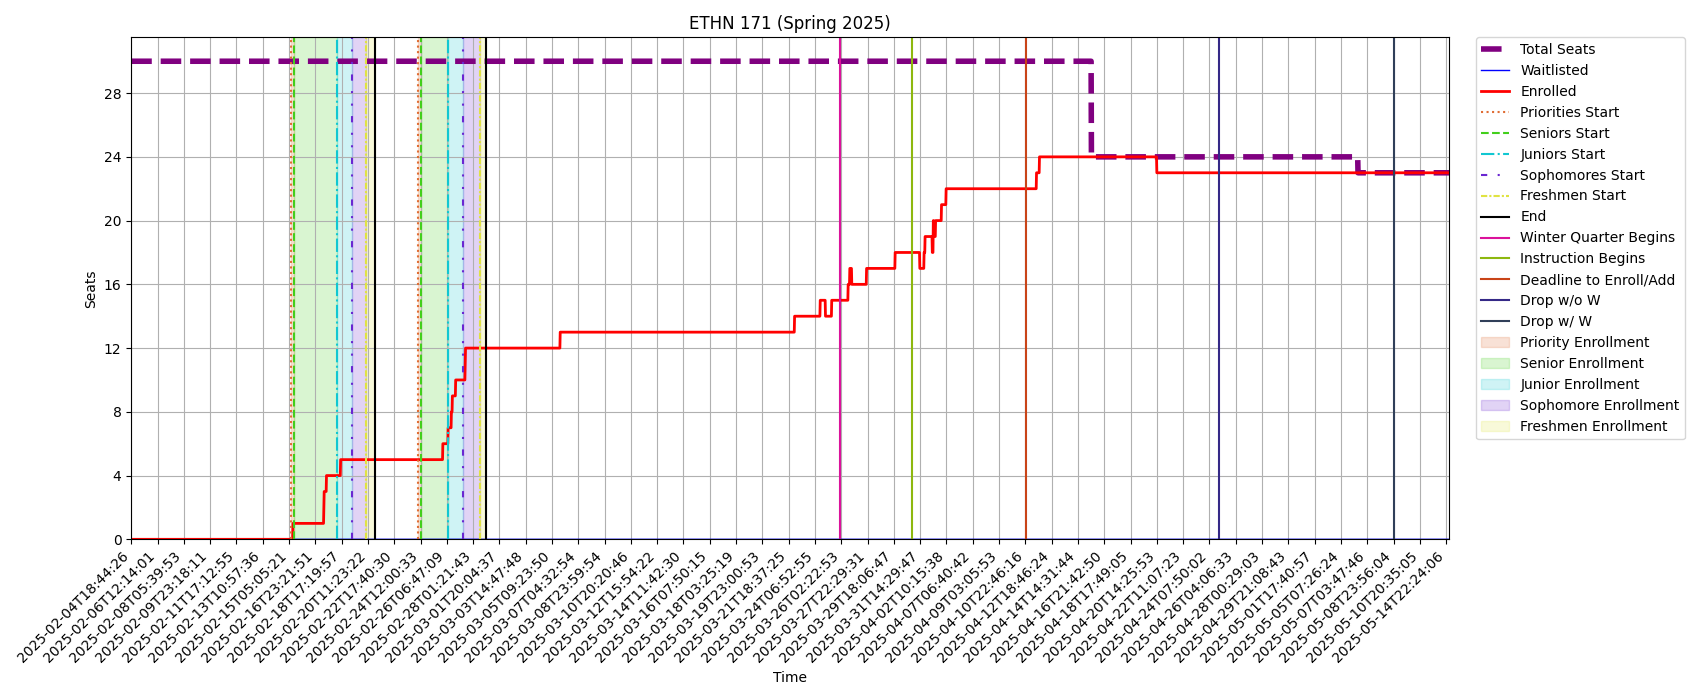 ETHN 171 (Spring 2025)
Seats
28
24
20
16
12
8
4
0
2025-02-04T18:44:26
2025-02-06T12:14:01
2025-02-08T05:39:53
2025-02-09T23:18:11
2025-02-11T17:12:55
2025-02-13T10:57:36
2025-02-15T05:05:21
2025-02-16T23:21:51
2025-02-18T17:19:57
2025-02-20T11:23:22
2025-02-22T17:40:30
2025-02-24T12:00:33
2025-02-26T06:47:09
2025-02-28T01:21:43
2025-03-01T20:04:37
2025-03-03T14:47:48
2025-03-05T09:23:50
2025-03-07T04:32:54
2025-03-08T23:59:54
2025-03-10T20:20:46
2025-03-12T15:54:22
2025-03-14T11:42:30
2025-03-16T07:50:15
2025-03-18T03:25:19
2025-03-19T23:00:53
2025-03-21T18:37:25
2025-03-24T06:52:55
2025-03-26T02:22:53
2025-03-27T22:29:31
2025-03-29T18:06:47
2025-03-31T14:29:47
2025-04-02T10:15:38
2025-04-07T06:40:42
2025-04-09T03:05:53
2025-04-10T22:46:16
2025-04-12T18:46:24
2025-04-14T14:31:44
2025-04-16T21:42:50
2025-04-18T17:49:05
2025-04-20T14:25:53
2025-04-22T11:07:23
2025-04-24T07:50:02
2025-04-26T04:06:33
2025-04-28T00:29:03
2025-04-29T21:08:43
2025-05-01T17:40:57
2025-05-05T07:26:24
2025-05-07T03:47:46
2025-05-08T23:56:04
2025-05-10T20:35:05
2025-05-14T22:24:06
Time
Total Seats
Waitlisted
Enrolled
Priorities Start
Seniors Start
Juniors Start
Sophomores Start
Freshmen Start
End
Winter Quarter Begins
Instruction Begins
Deadline to Enroll/Add
Drop w/o W
Drop w/ W
Priority Enrollment
Senior Enrollment
Junior Enrollment
Sophomore Enrollment
Freshmen Enrollment